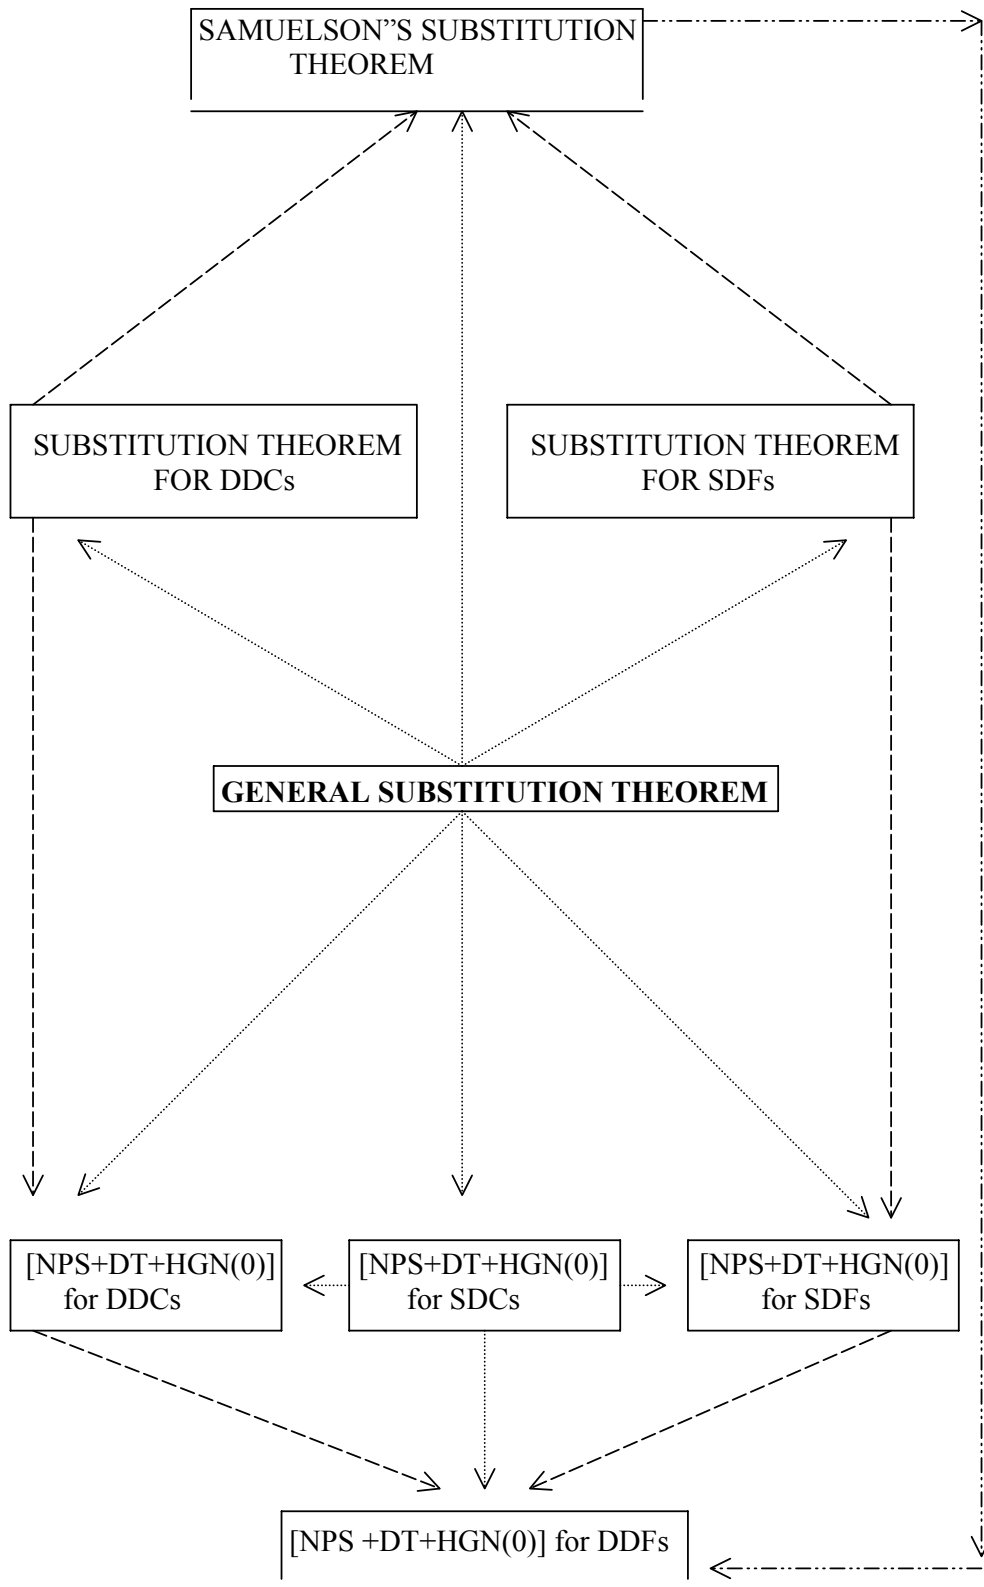 SAMUELSON”S SUBSTITUTION
THEOREM
SUBSTITUTION THEOREM
FOR DDCs
SUBSTITUTION THEOREM
FOR SDFs
GENERAL SUBSTITUTION THEOREM
[NPS+DT+HGN(0)]
for DDCs
[NPS+DT+HGN(0)]
for SDCs
[NPS+DT+HGN(0)]
for SDFs
[NPS +DT+HGN(0)] for DDFs